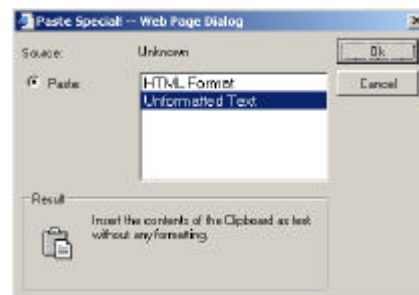 Paste Special! -- Web Page Dialog
Source: Unknown
Ok
Paste: HTML Format
Cancel
Unformatted Text
Result
Insert the contents of the Clipboard as text
without any formatting.